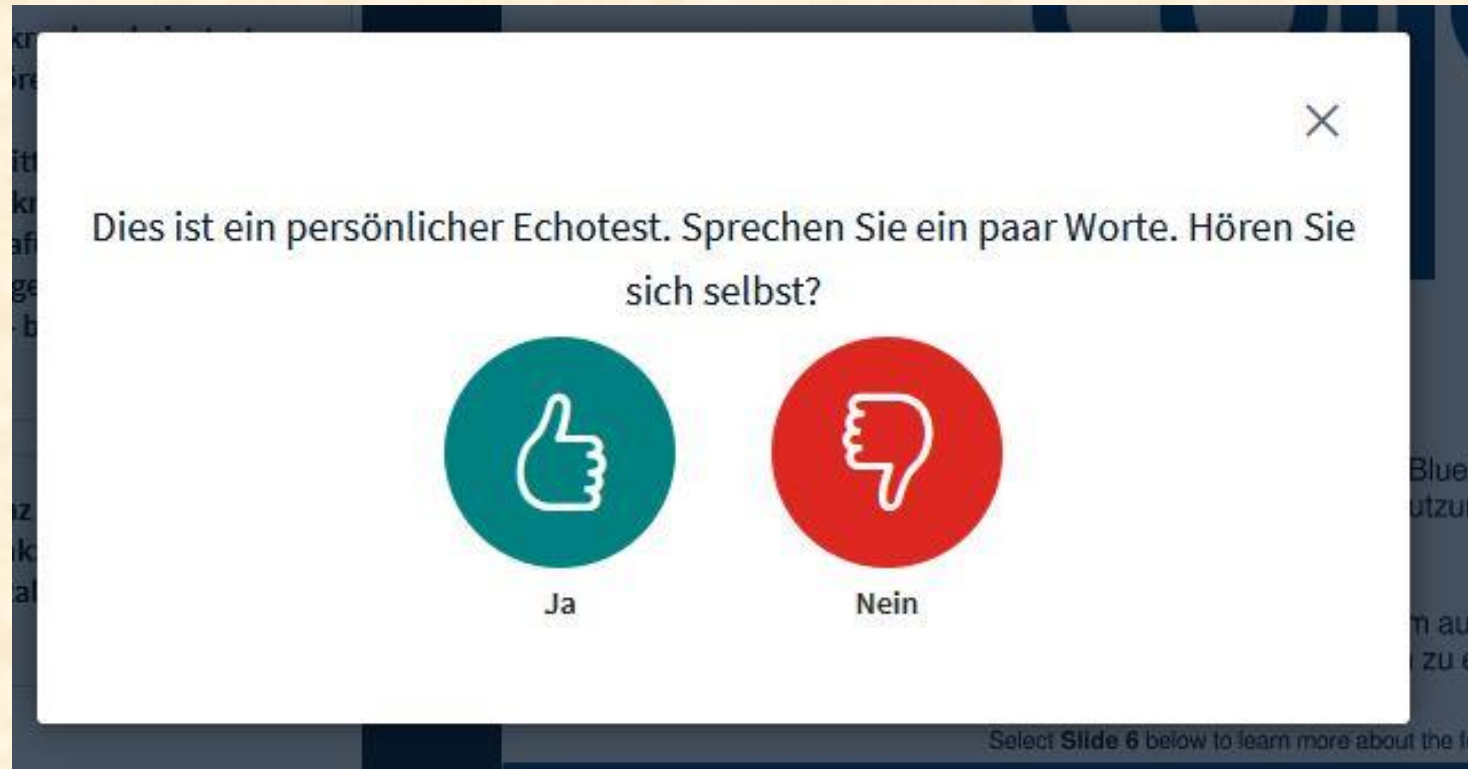 Dies ist ein persönlicher Echotest. Sprechen Sie ein paar Worte. Hören Sie
sich selbst?
Ja
Nein
Blue
Select Slide 6 below to learn more about the